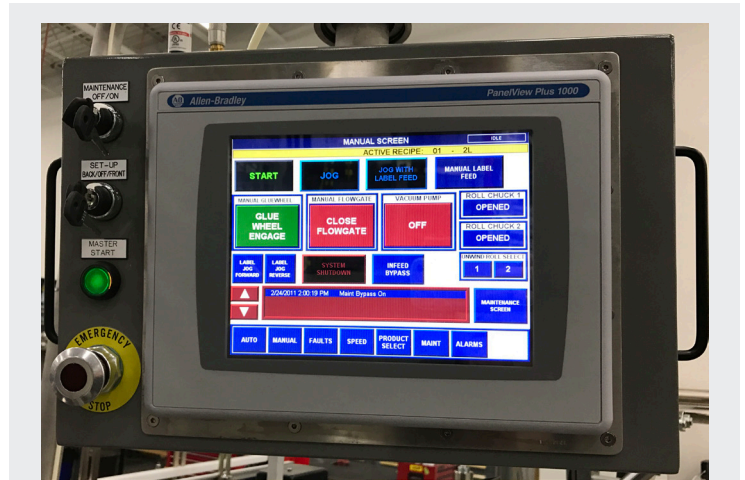 MAINTENANCE
OFF/ON
SET-UP
BACK/OFF/FRONT
MASTER
START
EMERGENCY
STOP
AB Allen-Bradley
PanelView Plus 1000
MANUAL SCREEN
IDLE
ACTIVE RECIPE: 01 - 2L
START
JOG
JOG WITH
LABEL FEED
MANUAL LABEL
FEED
MANUAL GLUEWHEEL
GLUE
WHEEL
ENGAGE
MANUAL FLOWGATE
CLOSE
FLOWGATE
VACUUM PUMP
OFF
ROLL CHUCK 1
OPENED
ROLL CHUCK 2
OPENED
LABEL
JOG
FORWARD
LABEL
JOG
REVERSE
SYSTEM
SHUTDOWN
INFEED
BYPASS
UNWIND ROLL SELECT
1 2
2/24/2011 2:00:19 PM Maint Bypass On
MAINTENANCE
SCREEN
AUTO
MANUAL
FAULTS
SPEED
PRODUCT
SELECT
MAINT
ALARMS